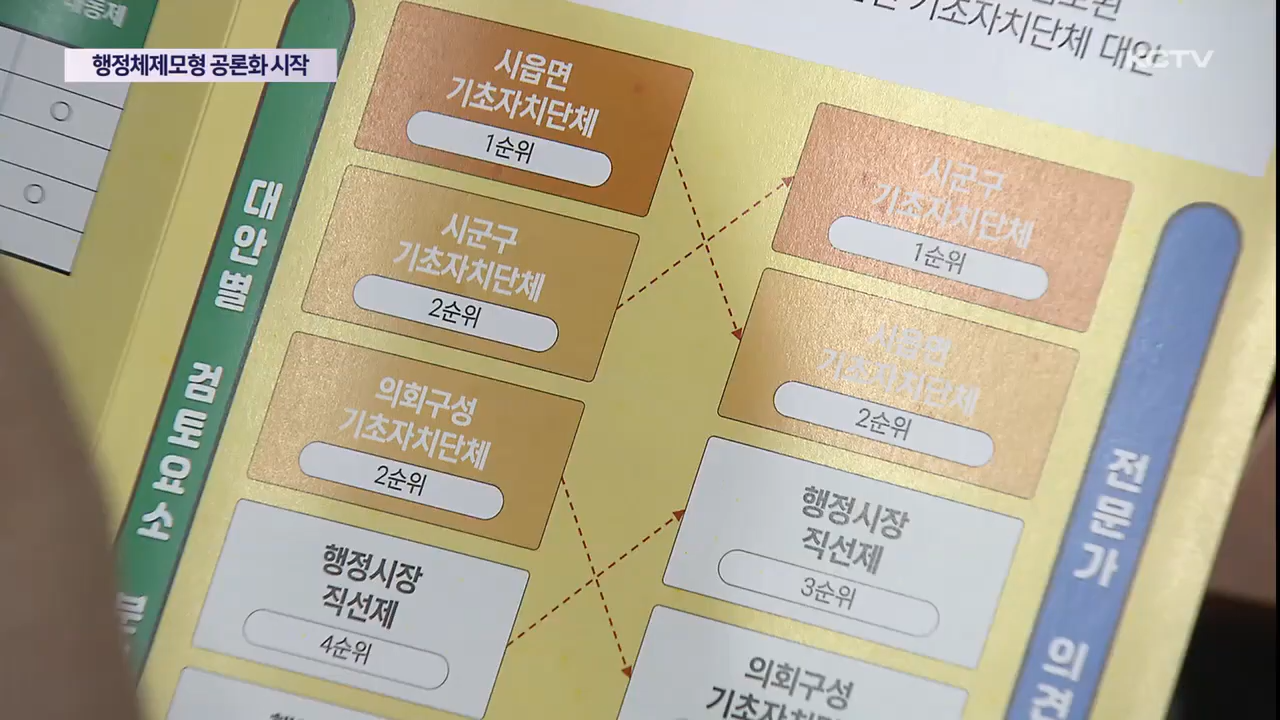 행정체제모형 공론화 시작
KCTV
기초자치단체 대안
시읍면
기초자치단체
1순위
시군구
기초자치단체
2순위
의회구성
기초자치단체
2순위
행정시장
직선제
4순위
시군구
기초자치단체
1순위
시읍면
기초자치단체
2순위
행정시장
직선제
3순위
의회구성
대안별 검토요소
전문가 의견